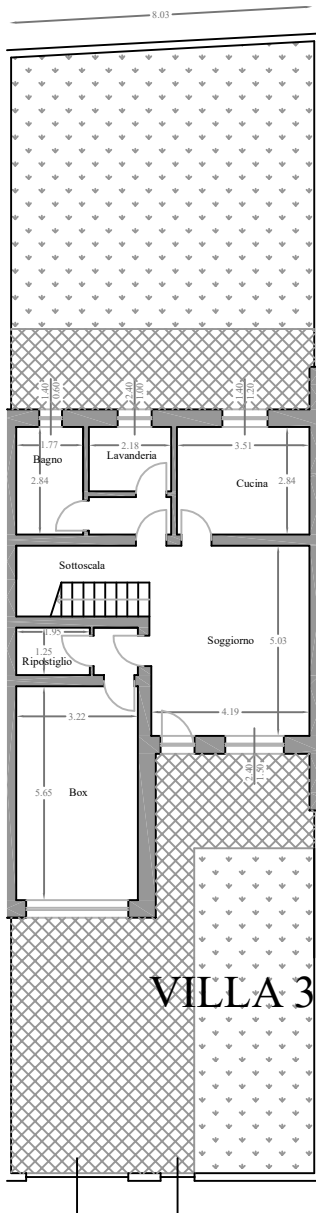 8.03
1.40
0.60
2.40
1.00
1.40
1.20
1.77
2.18
3.51
Bagno
Lavanderia
2.84
Cucina
2.84
Sottoscala
1.95
1.25
Ripostiglio
Soggiorno
5.03
3.22
4.19
5.65
Box
2.40
1.50
VILLA 3